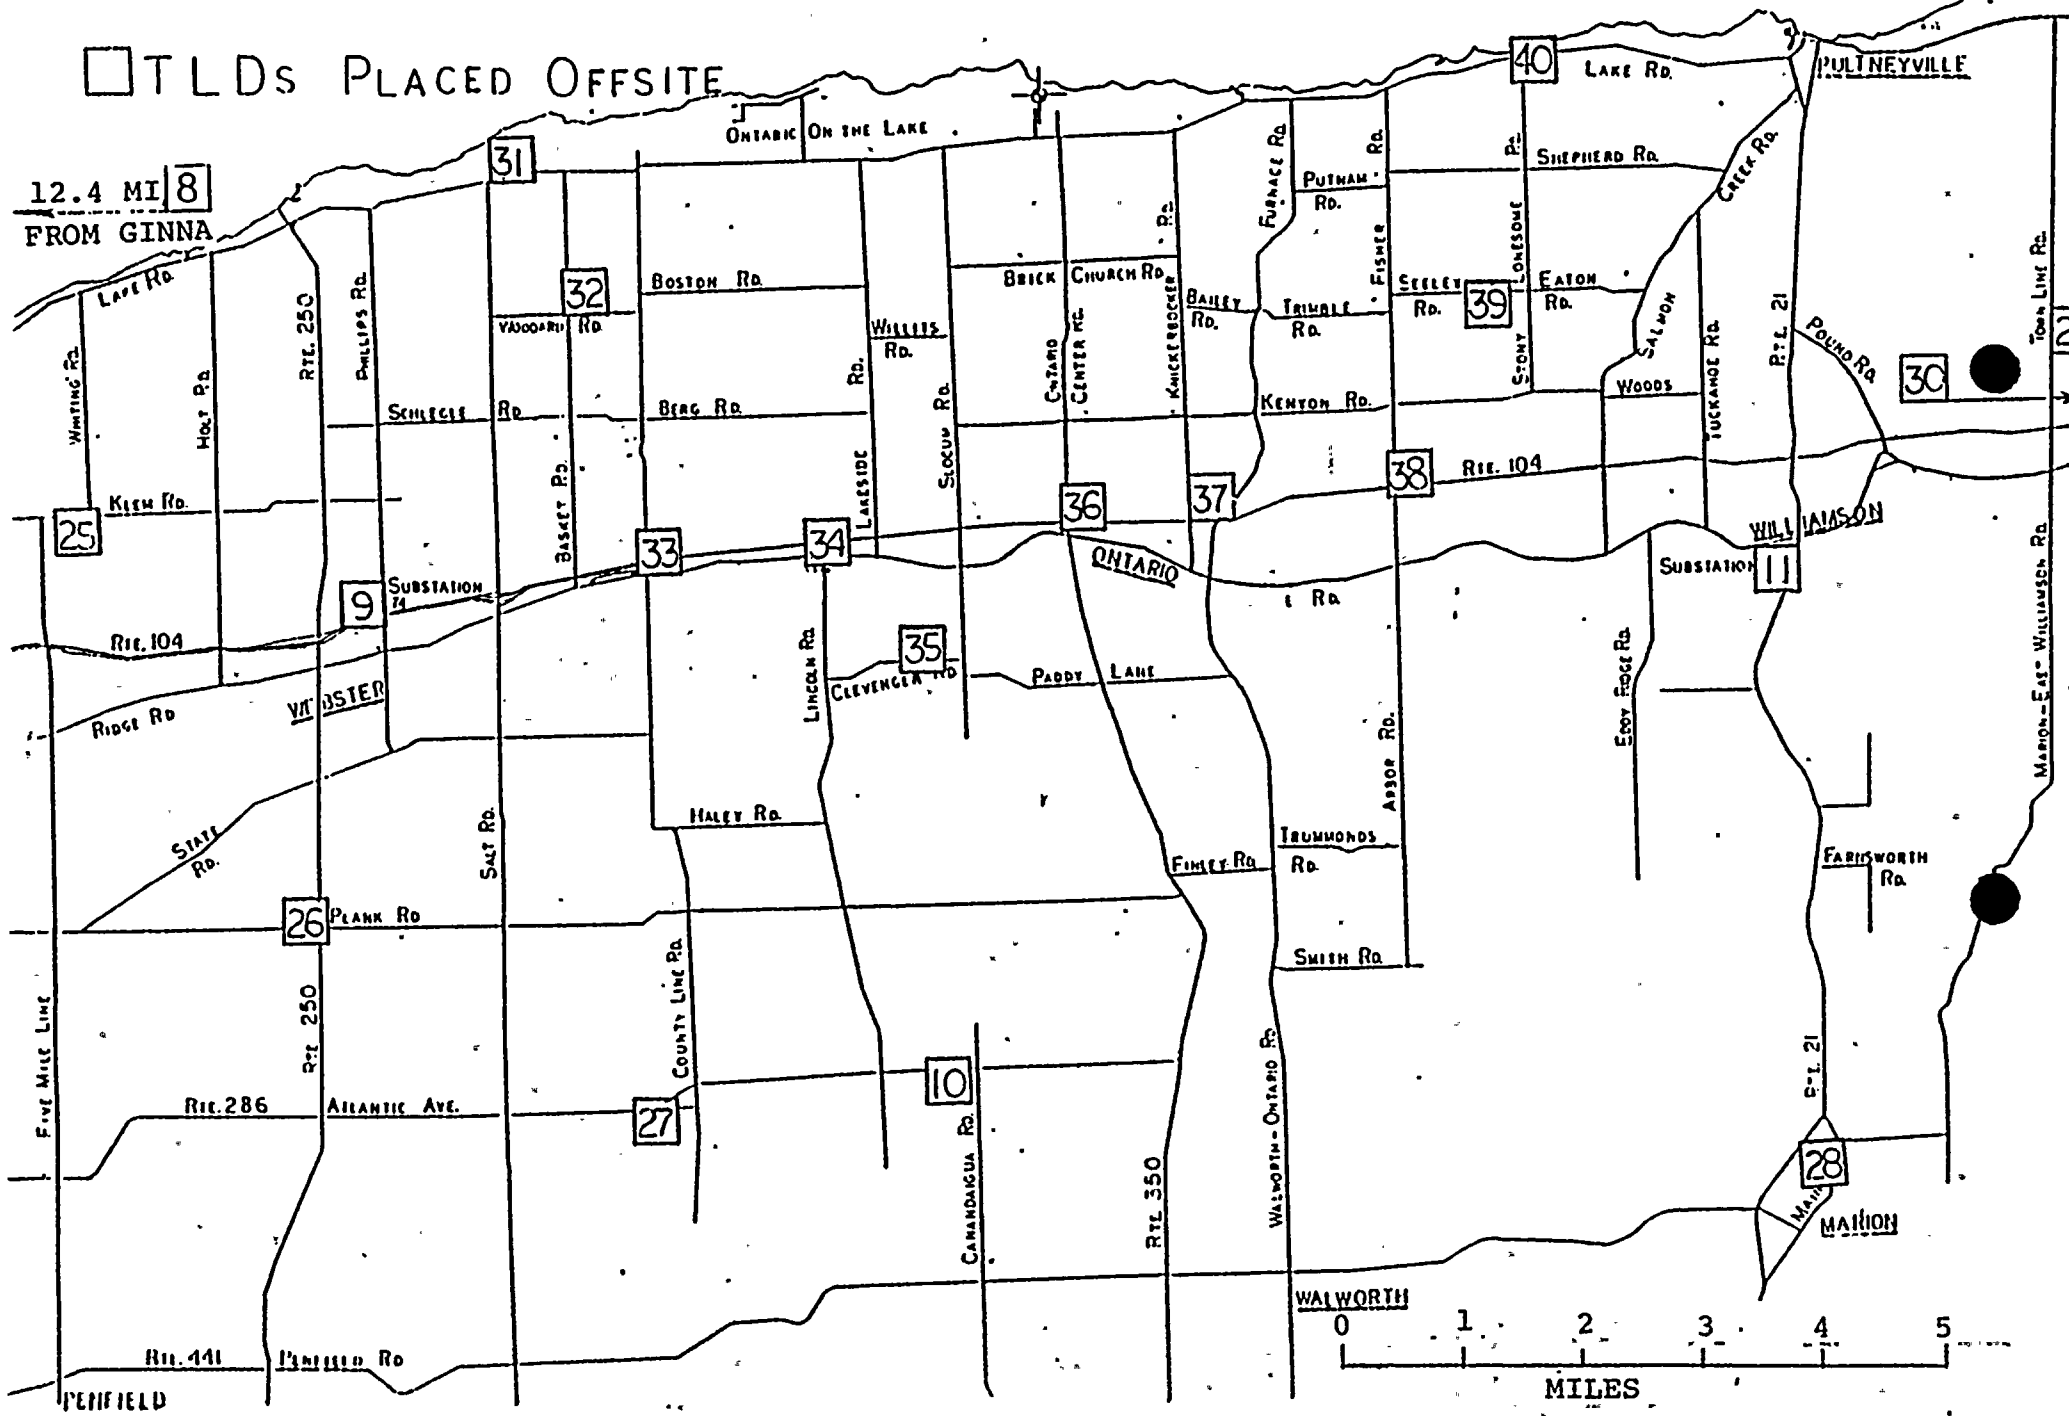 TLDs PLACED OFFSITE
40
LAKE RD.
PULTNEYVILLE
ONTARIO ON THE LAKE
31
12.4 MI 8
FROM GINNA
FURNACE RD.
RD.
RD.
SHEPHERD RD.
CREEK RD.
PUTNAM
RD.
LAKE RD.
RTE. 250
PHILLIPS RD.
32
BOSTON RD.
BRICK CHURCH RD.
RD.
FISHER
STONY LONESOME
SEELEY
RD.
39
EATON
RD.
RTE. 21
TOWN LINE RD.
WOODARD RD.
WILLITS
RD.
BAILEY
RD.
TRIMBLE
RD.
SALMON
POUND RD.
WHITING RD.
HOLT RD.
ONTARIO
CENTER RD.
KNICKERBOCKER
TUCKAHOE RD.
30
SCHLEGLE RD.
BERG RD.
RD.
LAKESIDE
SLOCUM RD.
KENYON RD.
WOODS
BASKET RD.
38
RTE. 104
KLEM RD.
25
36
37
33
34
ONTARIO
WILLIAMSON
SUBSTATION
9
SUBSTATION
11
RD.
RTE. 104
LINCOLN RD.
35
CLEVENGER RD
PADDY LANE
EDDY RIDGE RD.
MARION-EAST WILLIAMSON RD.
RIDGE RD
WEBSTER
ARBOR RD.
STATE
RD.
SALT RD.
HALEY RD.
TRUMMONDS
RD.
FINLEY RD.
FARNSWORTH
RD.
26
PLANK RD
SMITH RD.
FIVE MILE LINE
RTE 250
COUNTY LINE RD.
WALWORTH-ONTARIO RD.
RTE. 21
10
RTE. 286
ATLANTIC AVE.
27
CANANDAIGUA RD.
RTE. 350
28
MAIN
MARION
WALWORTH
0 1 2 3 4 5
MILES
RTE. 441
PENFIELD RD
PENFIELD